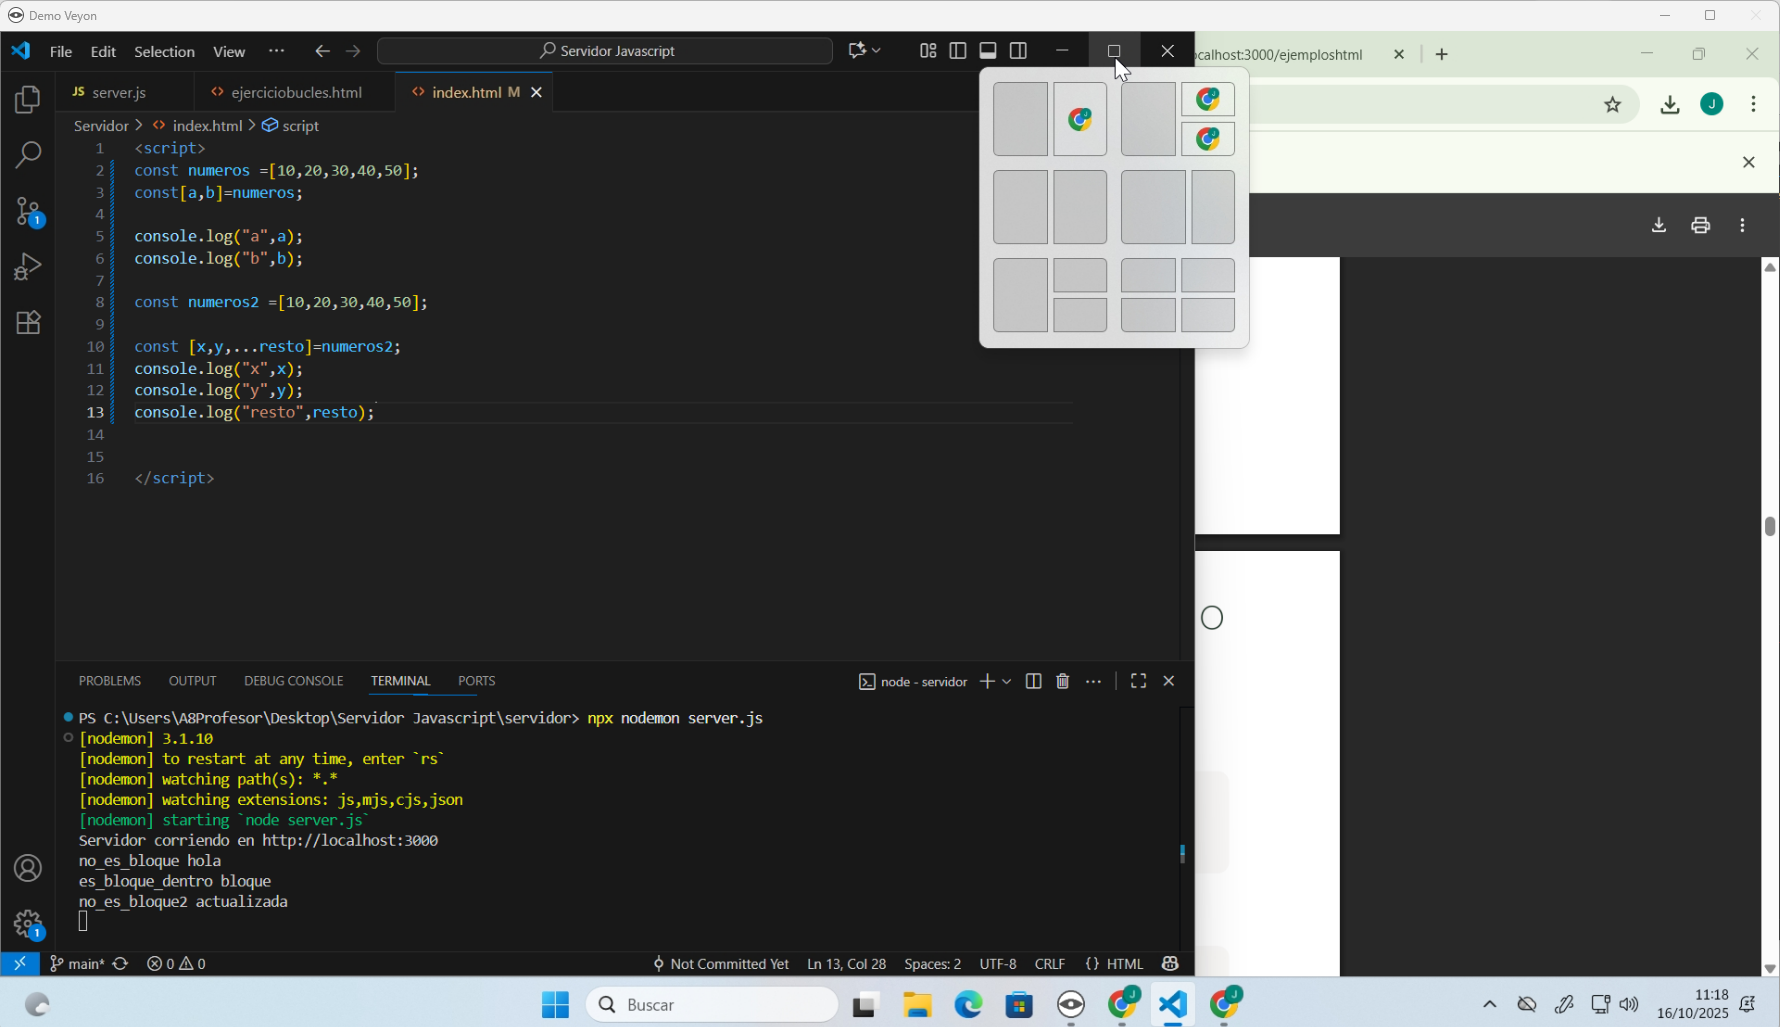 Demo Veyon
File Edit Selection View ··· Servidor Javascript
calhost:3000/ejemploshtml
JS server.js <> ejerciciobucles.html <> index.html M
Servidor > <> index.html > script
1 <script>
2 const numeros =[10,20,30,40,50];
3 const[a,b]=numeros;
4
5 console.log("a",a);
6 console.log("b",b);
7
8 const numeros2 =[10,20,30,40,50];
9
10 const [x,y,...resto]=numeros2;
11 console.log("x",x);
12 console.log("y",y);
13 console.log("resto",resto);
14
15
16 </script>
J
O
PROBLEMS OUTPUT DEBUG CONSOLE TERMINAL PORTS node - servidor
PS C:\Users\A8Profesor\Desktop\Servidor Javascript\servidor> npx nodemon server.js
[nodemon] 3.1.10
[nodemon] to restart at any time, enter `rs`
[nodemon] watching path(s): *.*
[nodemon] watching extensions: js,mjs,cjs,json
[nodemon] starting `node server.js`
Servidor corriendo en http://localhost:3000
no_es_bloque hola
es_bloque_dentro bloque
no_es_bloque2 actualizada
1
1
main* 0 0 Not Committed Yet Ln 13, Col 28 Spaces: 2 UTF-8 CRLF {} HTML
Buscar
11:18
16/10/2025